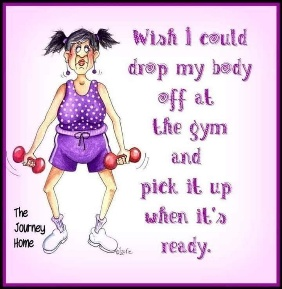 Wish I could
drop my body
off at
the gym
and
pick it up
when it's
ready.
The
Journey
Home